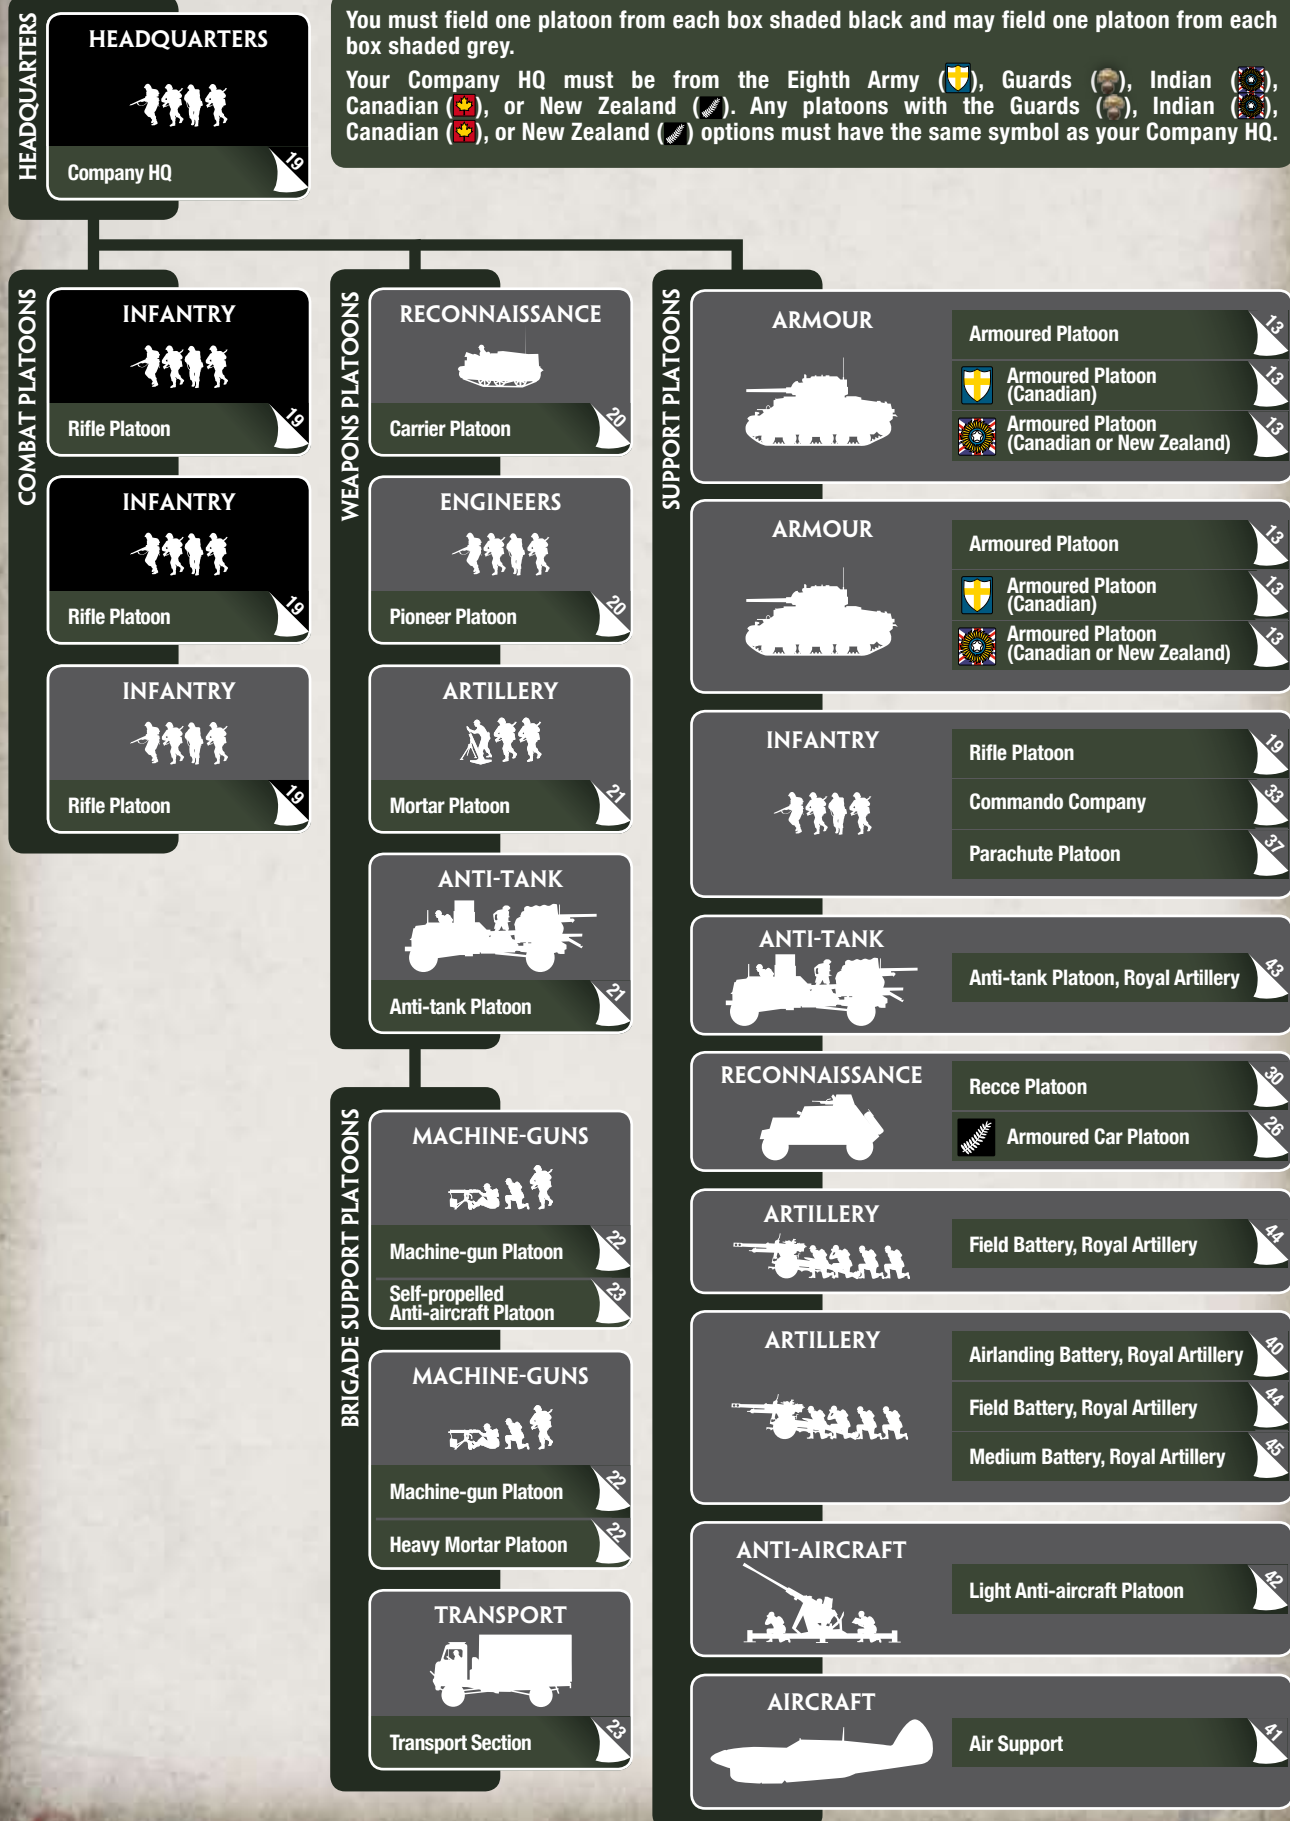 HEADQUARTERS
HEADQUARTERS
Company HQ
19
You must field one platoon from each box shaded black and may field one platoon from each
box shaded grey.
Your Company HQ must be from the Eighth Army (), Guards (), Indian (),
Canadian (), or New Zealand (). Any platoons with the Guards (), Indian (),
Canadian (), or New Zealand () options must have the same symbol as your Company HQ.
COMBAT PLATOONS
INFANTRY
Rifle Platoon
19
INFANTRY
Rifle Platoon
19
INFANTRY
Rifle Platoon
19
WEAPONS PLATOONS
RECONNAISSANCE
Carrier Platoon
20
ENGINEERS
Pioneer Platoon
20
ARTILLERY
Mortar Platoon
21
ANTI-TANK
Anti-tank Platoon
21
BRIGADE SUPPORT PLATOONS
MACHINE-GUNS
Machine-gun Platoon
22
Self-propelled
Anti-aircraft Platoon
23
MACHINE-GUNS
Machine-gun Platoon
22
Heavy Mortar Platoon
22
TRANSPORT
Transport Section
23
SUPPORT PLATOONS
ARMOUR
Armoured Platoon
13
Armoured Platoon
(Canadian)
13
Armoured Platoon
(Canadian or New Zealand)
13
ARMOUR
Armoured Platoon
13
Armoured Platoon
(Canadian)
13
Armoured Platoon
(Canadian or New Zealand)
13
INFANTRY
Rifle Platoon
19
Commando Company
33
Parachute Platoon
37
ANTI-TANK
Anti-tank Platoon, Royal Artillery
43
RECONNAISSANCE
Recce Platoon
30
Armoured Car Platoon
26
ARTILLERY
Field Battery, Royal Artillery
44
ARTILLERY
Airlanding Battery, Royal Artillery
40
Field Battery, Royal Artillery
44
Medium Battery, Royal Artillery
45
ANTI-AIRCRAFT
Light Anti-aircraft Platoon
42
AIRCRAFT
Air Support
41